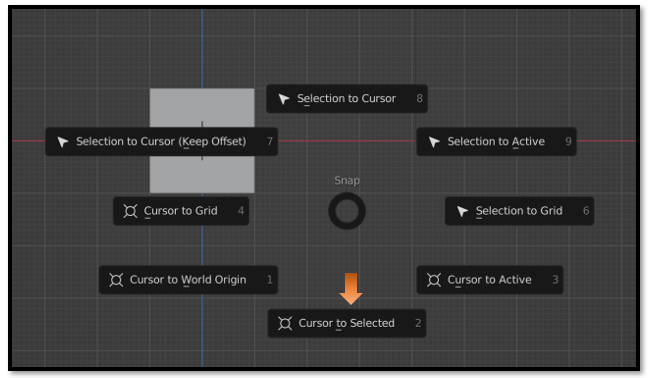 Selection to Cursor 8
Selection to Cursor (Keep Offset) 7
Selection to Active 9
Snap
Cursor to Grid 4
Selection to Grid 6
Cursor to World Origin 1
Cursor to Active 3
Cursor to Selected 2